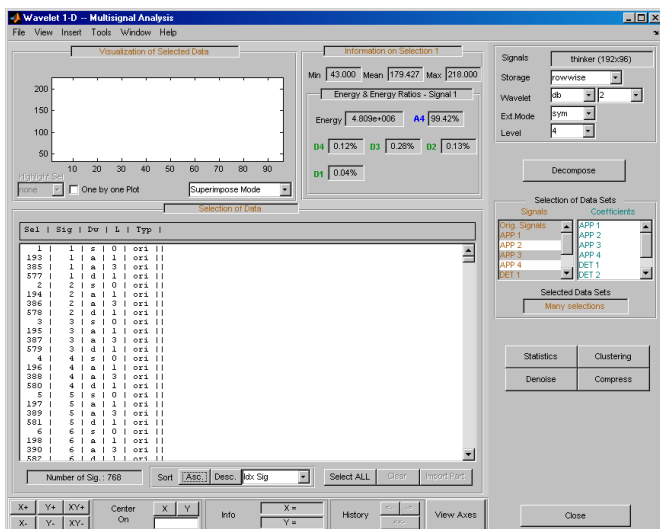 Wavelet 1-D -- Multisignal Analysis
File View Insert Tools Window Help
Visualization of Selected Data
200
150
100
50
10 20 30 40 50 60 70 80 90
Highlight Sel
none One by one Plot Superimpose Mode
Information on Selection 1
Min 43.000 Mean 179.427 Max 218.000
Energy & Energy Ratios - Signal 1
Energy 4.809e+006 A4 99.42%
D4 0.12% D3 0.28% D2 0.13%
D1 0.04%
Signals thinker (192x96)
Storage rowwise
Wavelet db 2
Ext.Mode sym
Level 4
Decompose
Selection of Data Sets
Signals Coefficients
Orig. Signals APP 1
APP 1 APP 2
APP 2 APP 3
APP 3 APP 4
APP 4 DET 1
DET 1 DET 2
Selected Data Sets
Many selections
Statistics Clustering
Denoise Compress
Selection of Data
Sel | Sig | Dw | L | Typ |
1 | 1 | s | 0 | ori ||
193 | 1 | a | 1 | ori ||
385 | 1 | a | 3 | ori ||
577 | 1 | d | 1 | ori ||
2 | 2 | s | 0 | ori ||
194 | 2 | a | 1 | ori ||
386 | 2 | a | 3 | ori ||
578 | 2 | d | 1 | ori ||
3 | 3 | s | 0 | ori ||
195 | 3 | a | 1 | ori ||
387 | 3 | a | 3 | ori ||
579 | 3 | d | 1 | ori ||
4 | 4 | s | 0 | ori ||
196 | 4 | a | 1 | ori ||
388 | 4 | a | 3 | ori ||
580 | 4 | d | 1 | ori ||
5 | 5 | s | 0 | ori ||
197 | 5 | a | 1 | ori ||
389 | 5 | a | 3 | ori ||
581 | 5 | d | 1 | ori ||
6 | 6 | s | 0 | ori ||
198 | 6 | a | 1 | ori ||
390 | 6 | a | 3 | ori ||
582 | 6 | d | 1 | ori ||
Number of Sig.: 768 Sort Asc. Desc. Idx Sig Select ALL Clear Import Part.
X+ Y+ XY+ Center On X Y Info X = History <- -> View Axes
X- Y- XY- Y = <<-
Close